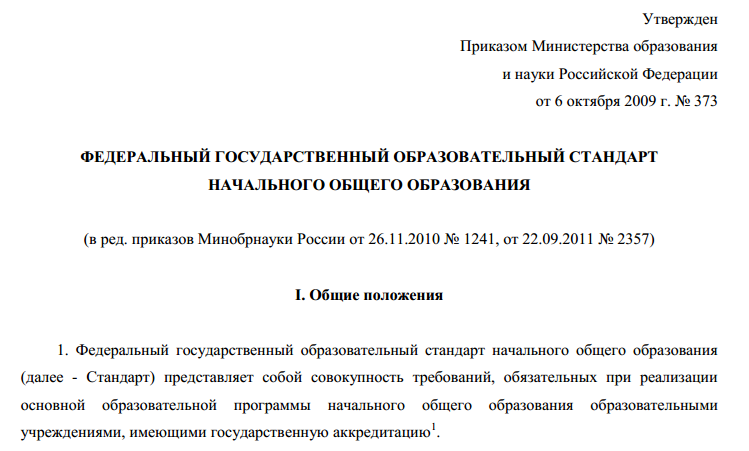 Утвержден
Приказом Министерства образования
и науки Российской Федерации
от 6 октября 2009 г. № 373
ФЕДЕРАЛЬНЫЙ ГОСУДАРСТВЕННЫЙ ОБРАЗОВАТЕЛЬНЫЙ СТАНДАРТ
НАЧАЛЬНОГО ОБЩЕГО ОБРАЗОВАНИЯ
(в ред. приказов Минобрнауки России от 26.11.2010 № 1241, от 22.09.2011 № 2357)
I. Общие положения
1. Федеральный государственный образовательный стандарт начального общего образования
(далее - Стандарт) представляет собой совокупность требований, обязательных при реализации
основной образовательной программы начального общего образования образовательными
учреждениями, имеющими государственную аккредитацию¹.